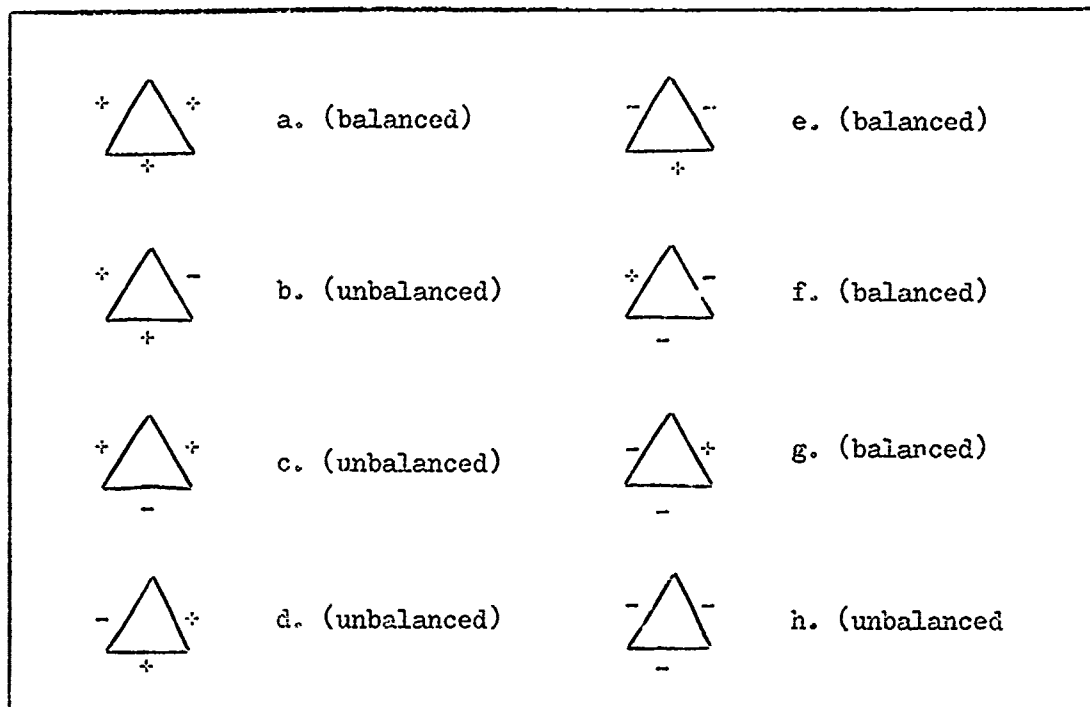 + + a. (balanced) - - e. (balanced)
+ +
+ - b. (unbalanced) + - f. (balanced)
+ -
+ + c. (unbalanced) - + g. (balanced)
- -
- + d. (unbalanced) - - h. (unbalanced
+ -